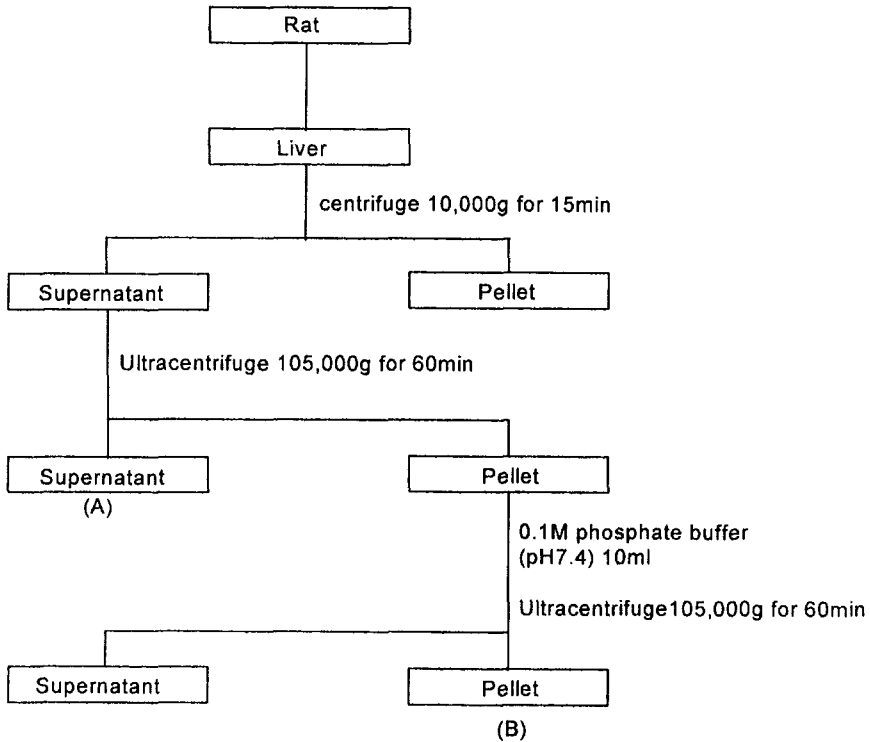 Rat
Liver
centrifuge 10,000g for 15min
Supernatant
Pellet
Ultracentrifuge 105,000g for 60min
Supernatant
(A)
Pellet
0.1M phosphate buffer
(pH7.4) 10ml
Ultracentrifuge105,000g for 60min
Supernatant
Pellet
(B)